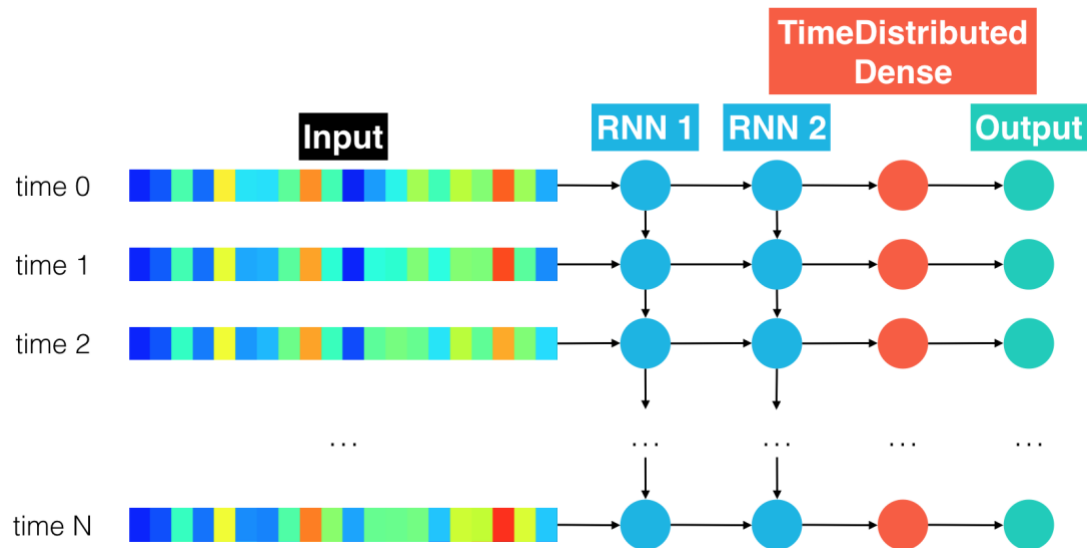 TimeDistributed
Dense
Input
RNN 1
RNN 2
Output
time 0
time 1
time 2
... ... ... ... ...
time N